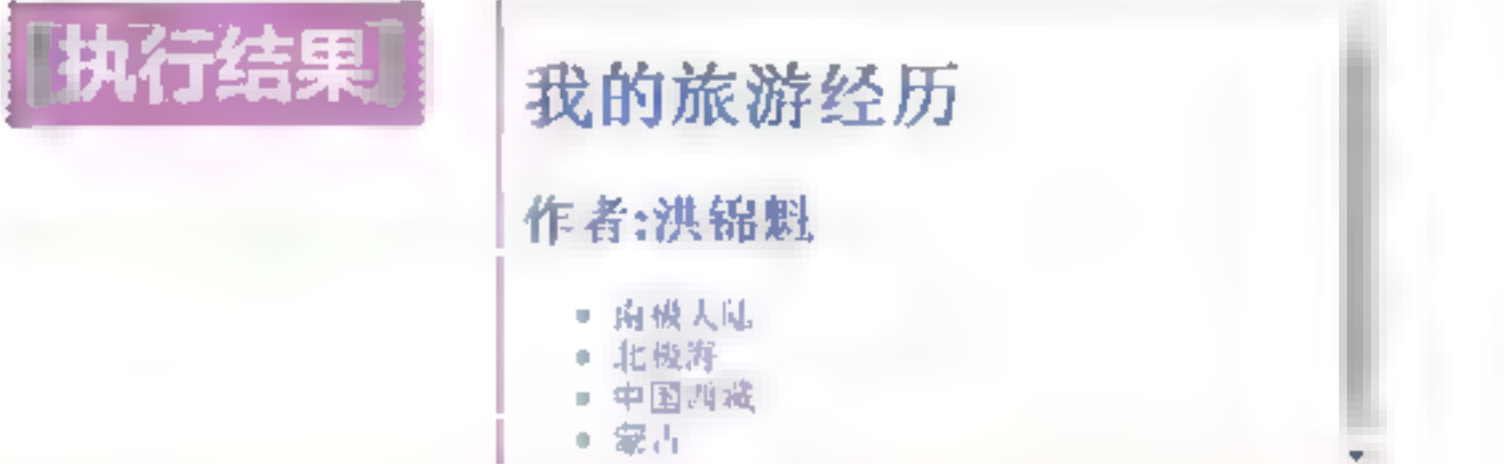 执行结果
我的旅游经历
作者:洪锦魁
南极大陆
北极海
中国西藏
蒙古